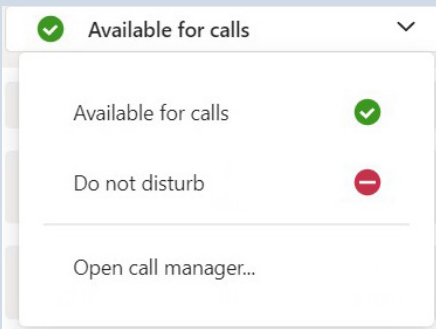 Available for calls
Available for calls
Do not disturb
Open call manager...